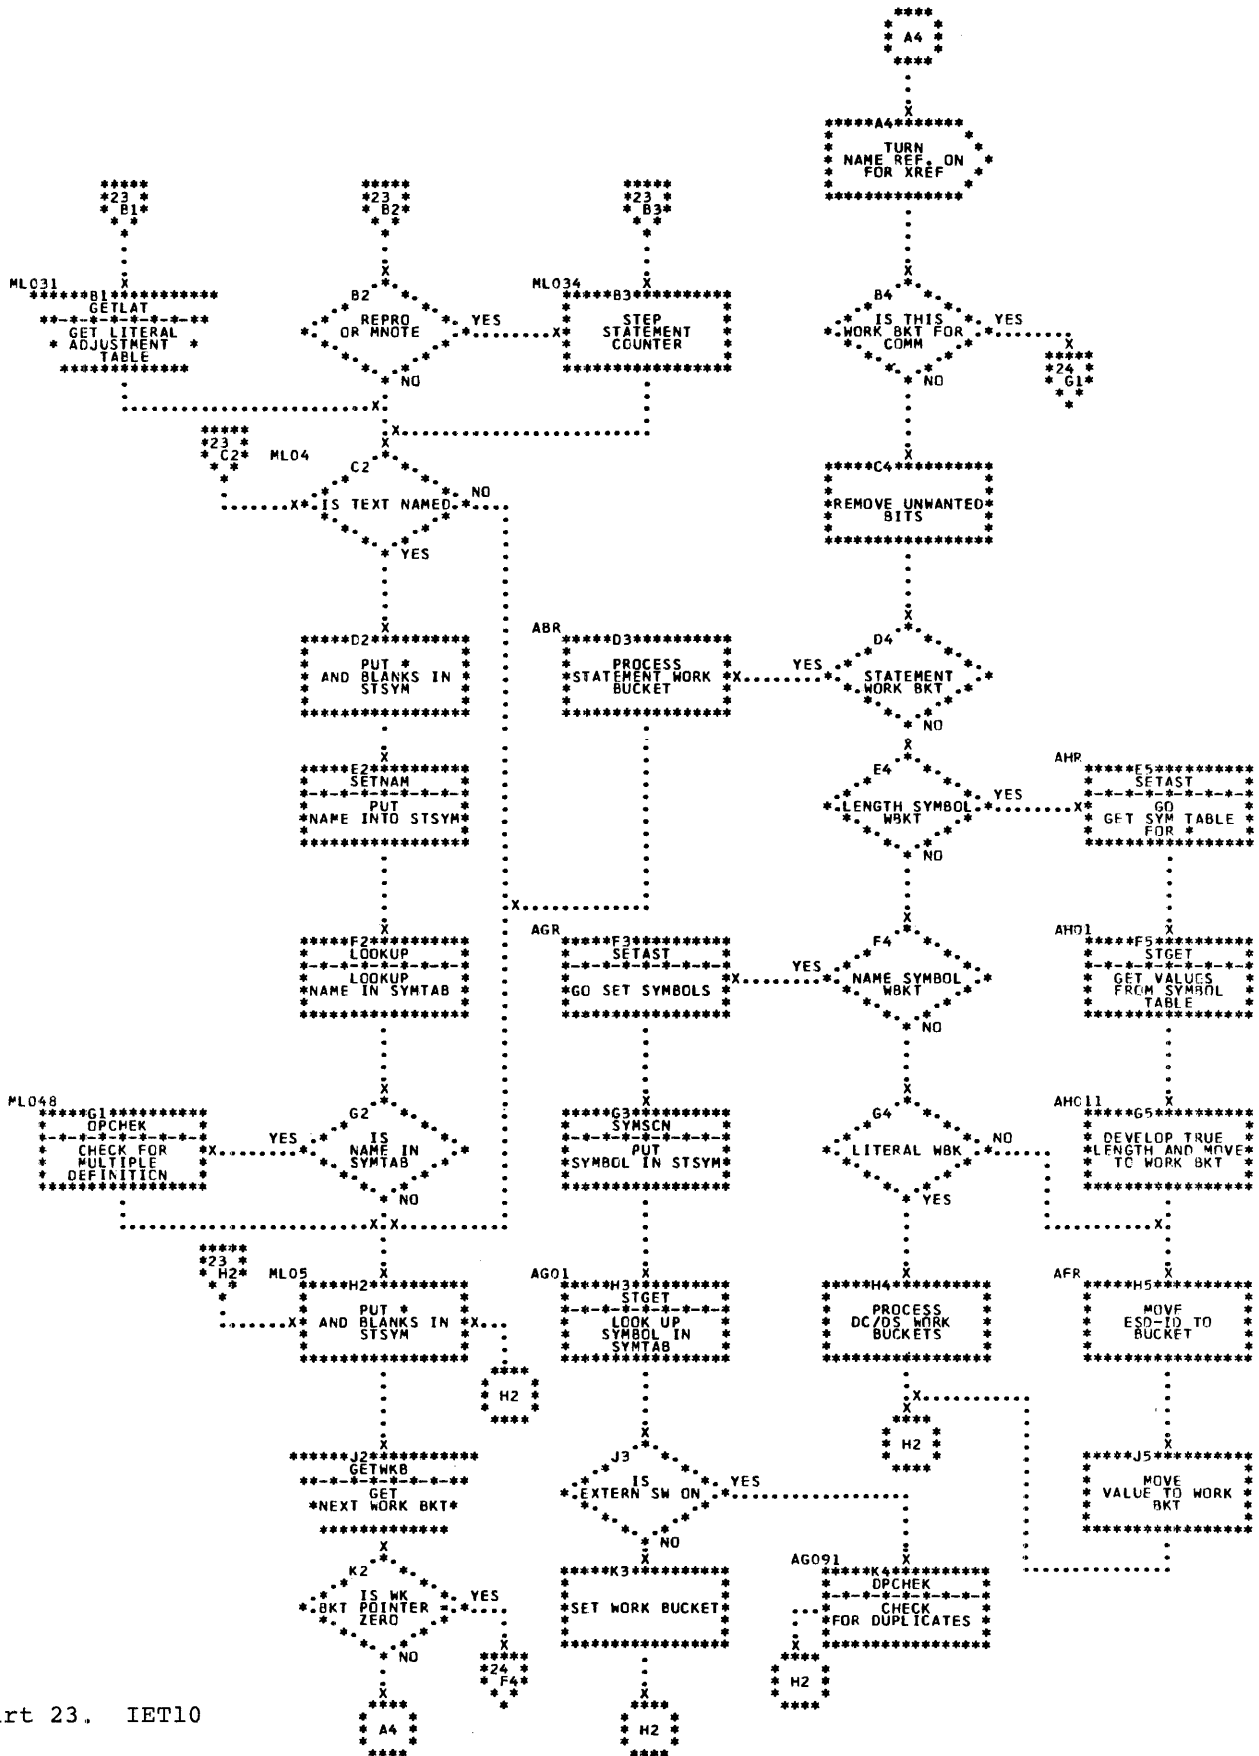 A4
A4
TURN
NAME REF. ON
FOR XREF
23
B1
23
B2
23
B3
ML031
B1
GETLAT
GET LITERAL
ADJUSTMENT
TABLE
B2
REPRO
OR MNOTE
YES
NO
ML034
B3
STEP
STATEMENT
COUNTER
B4
IS THIS
WORK BKT FOR
COMM
YES
NO
24
G1
23
C2
ML04
C2
IS TEXT NAMED
NO
YES
C4
REMOVE UNWANTED
BITS
D2
PUT *
AND BLANKS IN
STSYM
ABR
D3
PROCESS
STATEMENT WORK
BUCKET
YES
D4
STATEMENT
WORK BKT
NO
E2
SETNAM
PUT
NAME INTO STSYM
E4
LENGTH SYMBOL
WBKT
YES
NO
AHR
E5
SETAST
GO
GET SYM TABLE
FOR *
F2
LOOKUP
LOOKUP
NAME IN SYMTAB
AGR
F3
SETAST
GO SET SYMBOLS
YES
F4
NAME SYMBOL
WBKT
NO
AH01
F5
STGET
GET VALUES
FROM SYMBOL
TABLE
ML048
G1
OPCHEK
CHECK FOR
MULTIPLE
DEFINITION
YES
G2
IS
NAME IN
SYMTAB
NO
G3
SYMSCN
PUT
SYMBOL IN STSYM
G4
LITERAL WBK
NO
YES
AH011
G5
DEVELOP TRUE
LENGTH AND MOVE
TO WORK BKT
23
H2
ML05
H2
PUT *
AND BLANKS IN
STSYM
H2
AG01
H3
STGET
LOOK UP
SYMBOL IN
SYMTAB
H4
PROCESS
DC/DS WORK
BUCKETS
H2
AFR
H5
MOVE
ESD-ID TO
BUCKET
J2
GETWKB
GET
NEXT WORK BKT
J3
IS
EXTERN SW ON
YES
NO
J5
MOVE
VALUE TO WORK
BKT
K2
IS WK
BKT POINTER =
ZERO
YES
NO
24
F4
K3
SET WORK BUCKET
AG091
K4
DPCHEK
CHECK
FOR DUPLICATES
H2
A4
H2
rt 23. IET10